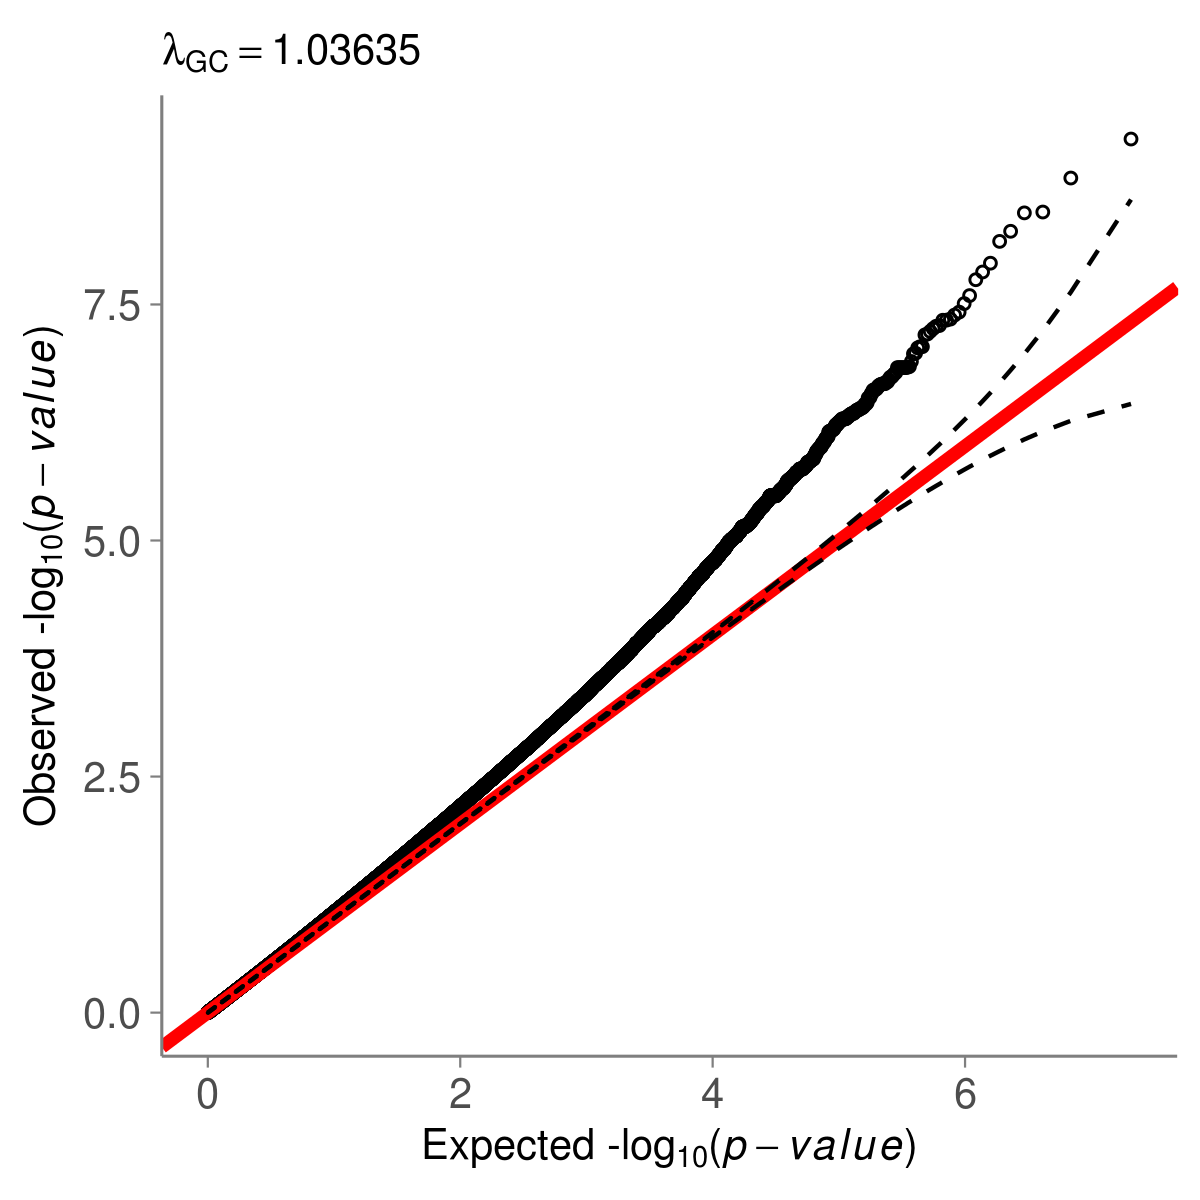 λGC = 1.03635
7.5
5.0
2.5
0.0
Observed -log10(p − value)
0 2 4 6
Expected -log10(p − value)